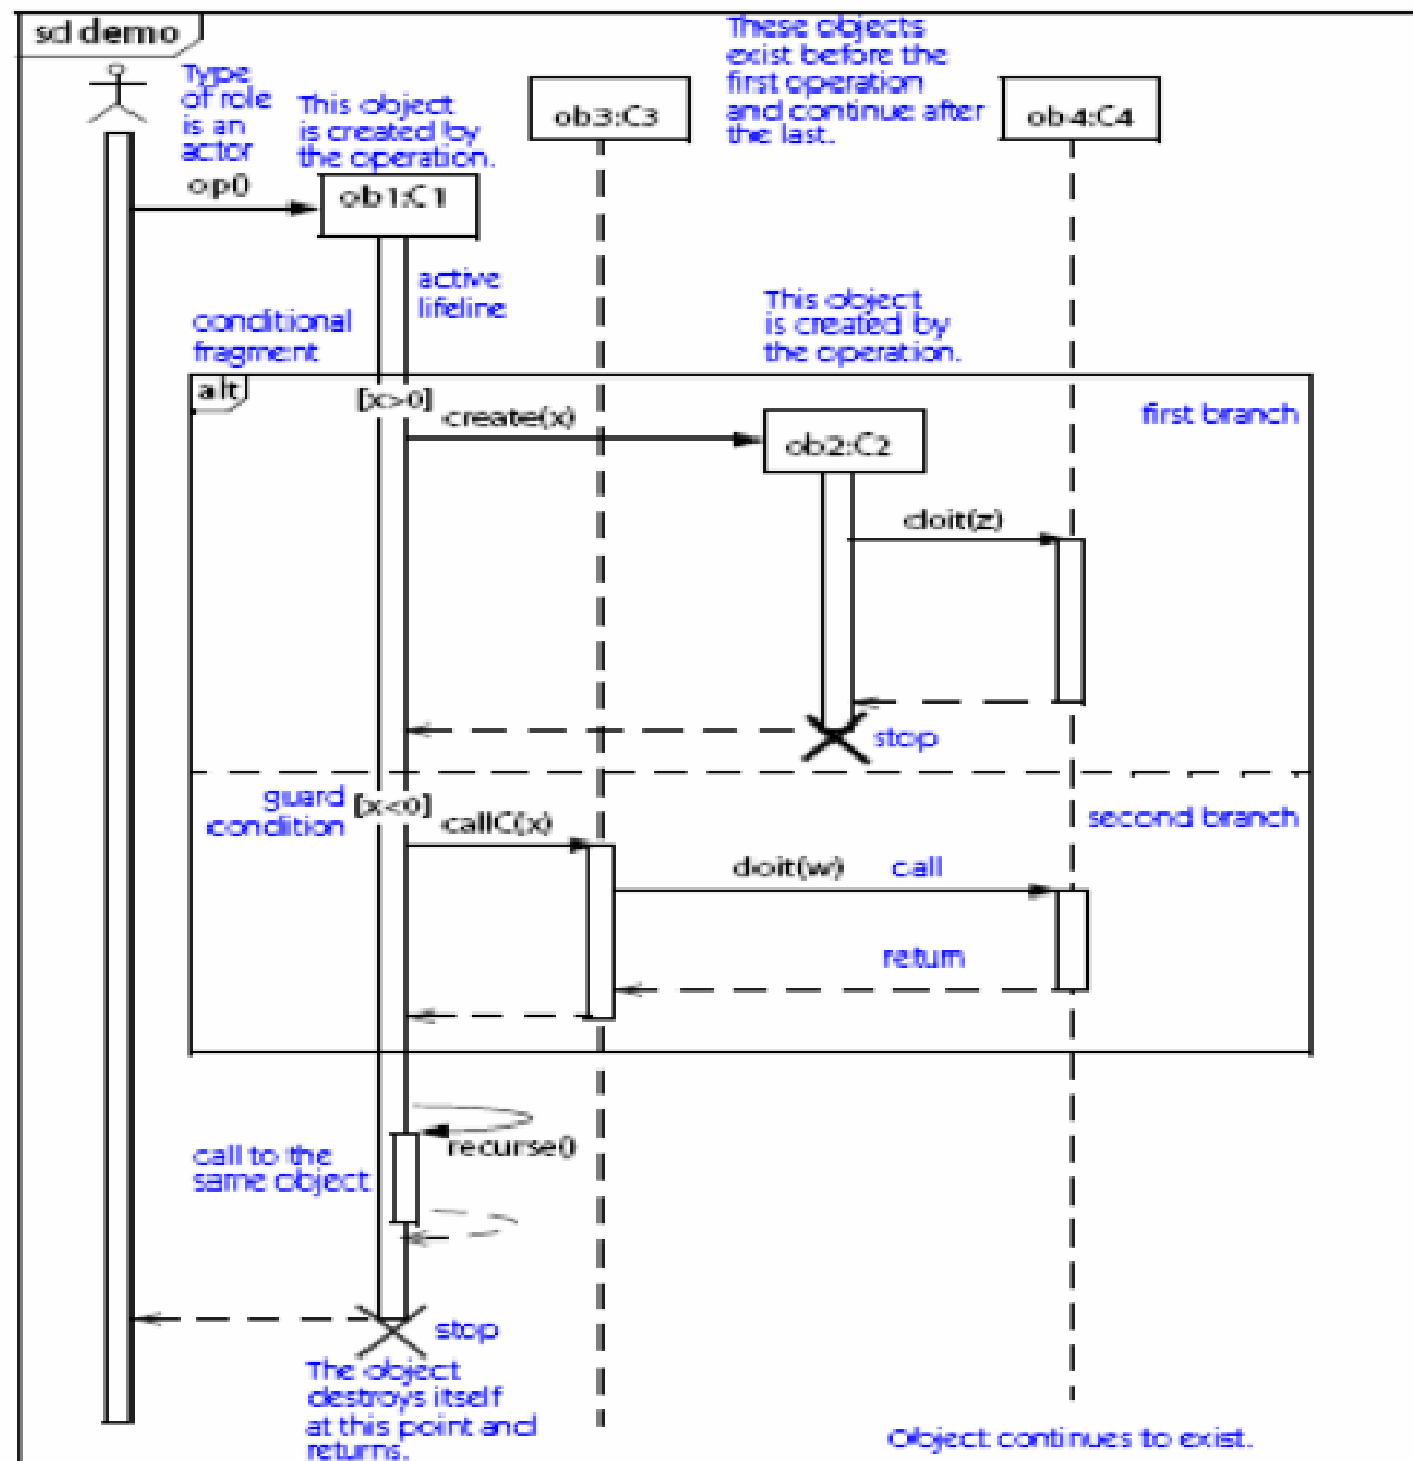 sd demo
These objects
exist before the
first operation
and continue after
the last.
Type
of role
is an
actor
This object
is created by
the operation.
ob3:C3
ob4:C4
op()
ob1:C1
active
lifeline
This object
is created by
the operation.
conditional
fragment
alt
[x>0]
create(x)
first branch
ob2:C2
doit(z)
stop
guard
condition
[x<0]
callC(x)
second branch
doit(w)
call
return
recurse()
call to the
same object
stop
The object
destroys itself
at this point and
returns.
Object continues to exist.